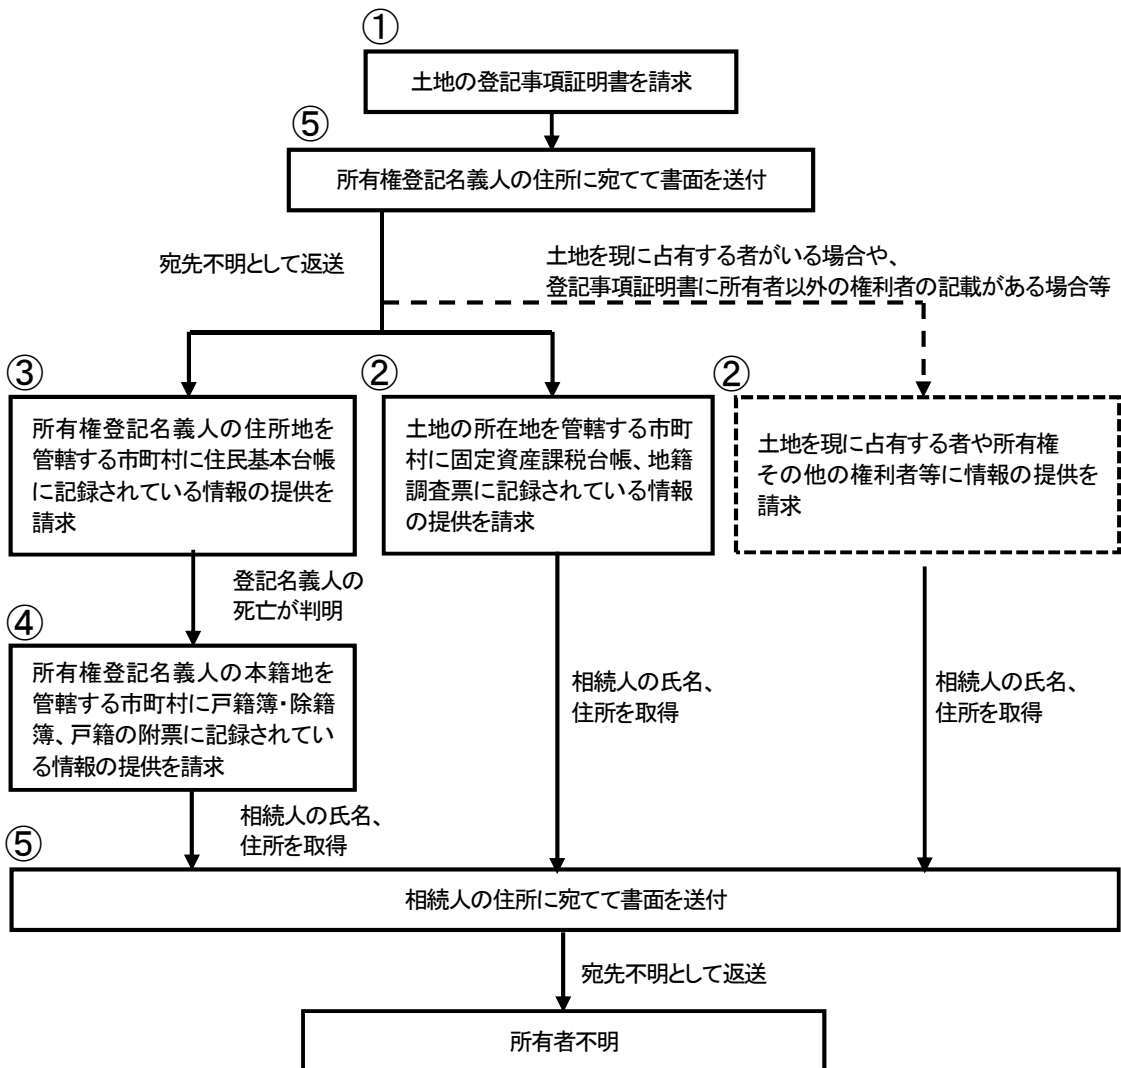 ①
土地の登記事項証明書を請求
⑤
所有権登記名義人の住所に宛てて書面を送付
宛先不明として返送
土地を現に占有する者がいる場合や、
登記事項証明書に所有者以外の権利者の記載がある場合等
③
所有権登記名義人の住所地を
管轄する市町村に住民基本台帳
に記録されている情報の提供を
請求
②
土地の所在地を管轄する市町
村に固定資産課税台帳、地籍
調査票に記録されている情報
の提供を請求
②
土地を現に占有する者や所有権
その他の権利者等に情報の提供を
請求
登記名義人の
死亡が判明
④
所有権登記名義人の本籍地を
管轄する市町村に戸籍簿・除籍
簿、戸籍の附票に記録されてい
る情報の提供を請求
相続人の氏名、
住所を取得
相続人の氏名、
住所を取得
相続人の氏名、
住所を取得
⑤
相続人の住所に宛てて書面を送付
宛先不明として返送
所有者不明